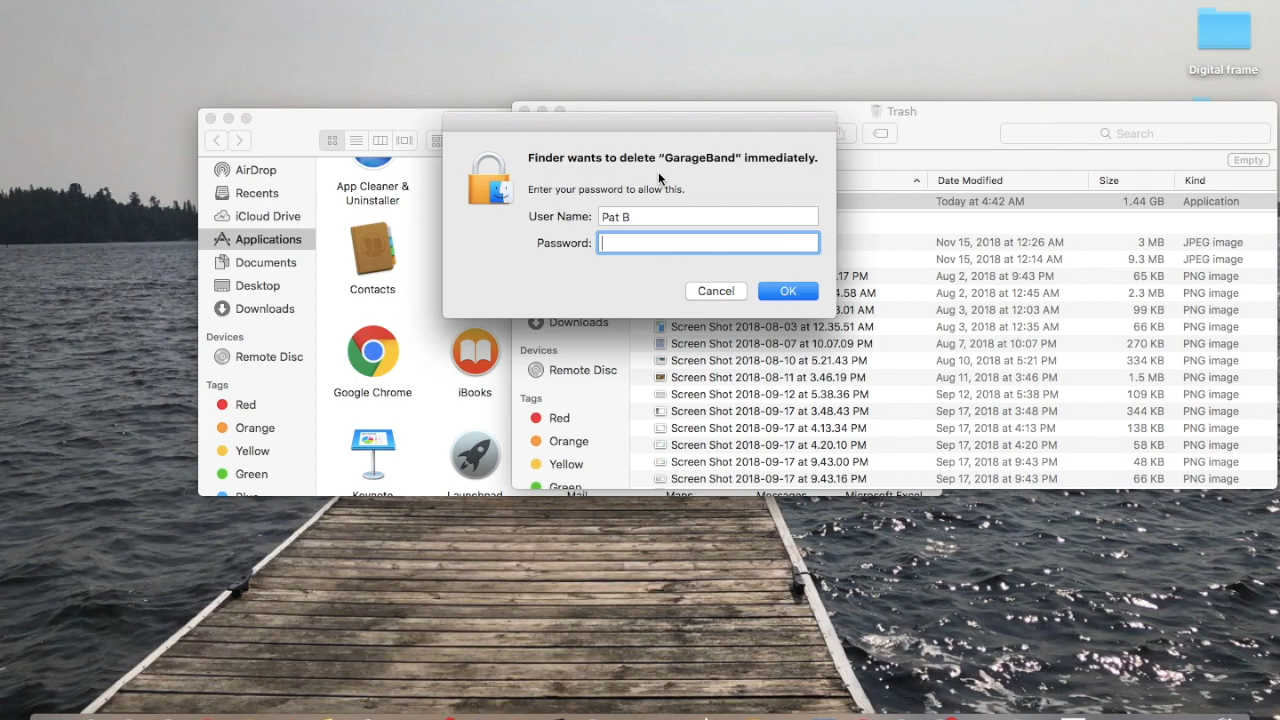 Digital frame
Trash
Search
Empty
Finder wants to delete “GarageBand” immediately.
Enter your password to allow this.
User Name: Pat B
Password:
Cancel
OK
AirDrop
Recents
iCloud Drive
Applications
Documents
Desktop
Downloads
Devices
Remote Disc
Tags
Red
Orange
Yellow
Green
App Cleaner &
Uninstaller
Contacts
Google Chrome
iBooks
Keynote
Launchpad
Downloads
Devices
Remote Disc
Tags
Red
Orange
Yellow
Green
Date Modified Size Kind
Today at 4:42 AM 1.44 GB Application
Nov 15, 2018 at 12:26 AM 3 MB JPEG image
Nov 15, 2018 at 12:14 AM 9.3 MB JPEG image
.17 PM Aug 2, 2018 at 9:43 PM 65 KB PNG image
4.58 AM Aug 2, 2018 at 12:45 AM 2.3 MB PNG image
3.01 AM Aug 3, 2018 at 12:03 AM 99 KB PNG image
Screen Shot 2018-08-03 at 12.35.51 AM Aug 3, 2018 at 12:35 AM 66 KB PNG image
Screen Shot 2018-08-07 at 10.07.09 PM Aug 7, 2018 at 10:07 PM 270 KB PNG image
Screen Shot 2018-08-10 at 5.21.43 PM Aug 10, 2018 at 5:21 PM 334 KB PNG image
Screen Shot 2018-08-11 at 3.46.19 PM Aug 11, 2018 at 3:46 PM 1.5 MB PNG image
Screen Shot 2018-09-12 at 5.38.36 PM Sep 12, 2018 at 5:38 PM 109 KB PNG image
Screen Shot 2018-09-17 at 3.48.43 PM Sep 17, 2018 at 3:48 PM 344 KB PNG image
Screen Shot 2018-09-17 at 4.13.34 PM Sep 17, 2018 at 4:13 PM 138 KB PNG image
Screen Shot 2018-09-17 at 4.20.10 PM Sep 17, 2018 at 4:20 PM 58 KB PNG image
Screen Shot 2018-09-17 at 9.43.00 PM Sep 17, 2018 at 9:43 PM 48 KB PNG image
Screen Shot 2018-09-17 at 9.43.16 PM Sep 17, 2018 at 9:43 PM 66 KB PNG image
Mail Maps Messages Microsoft Excel